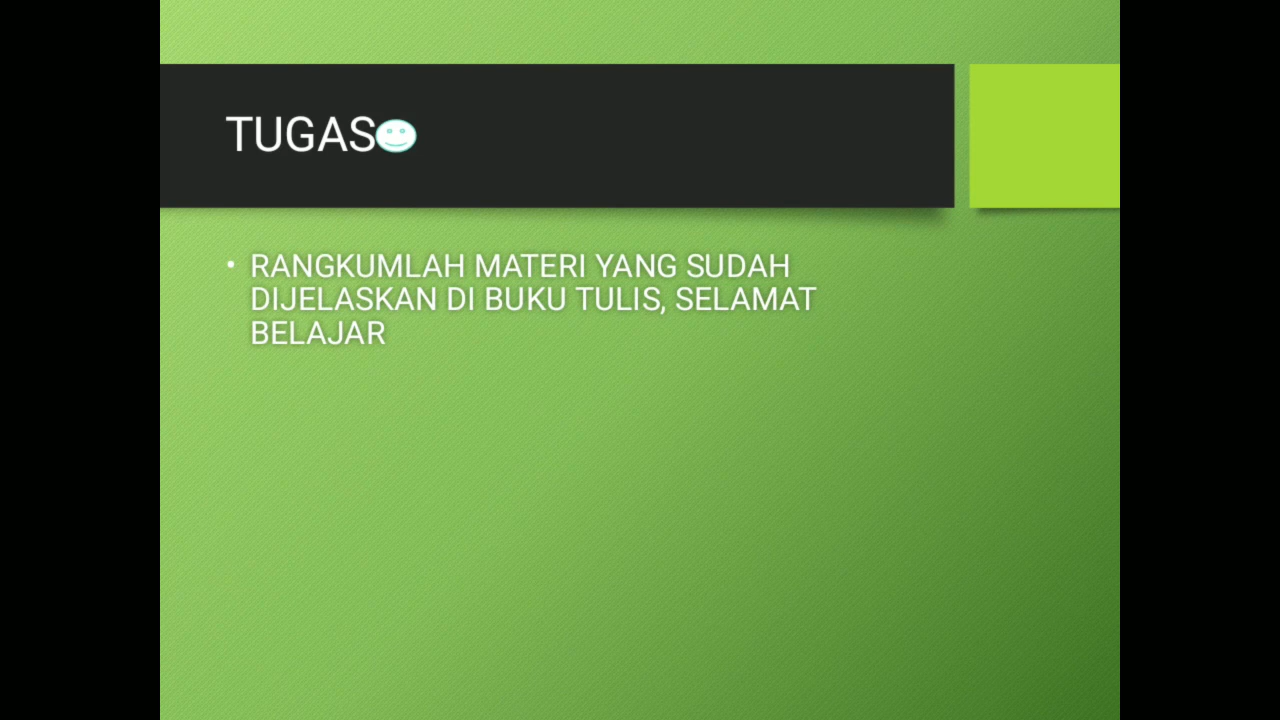 TUGAS
• RANGKUMLAH MATERI YANG SUDAH
DIJELASKAN DI BUKU TULIS, SELAMAT
BELAJAR